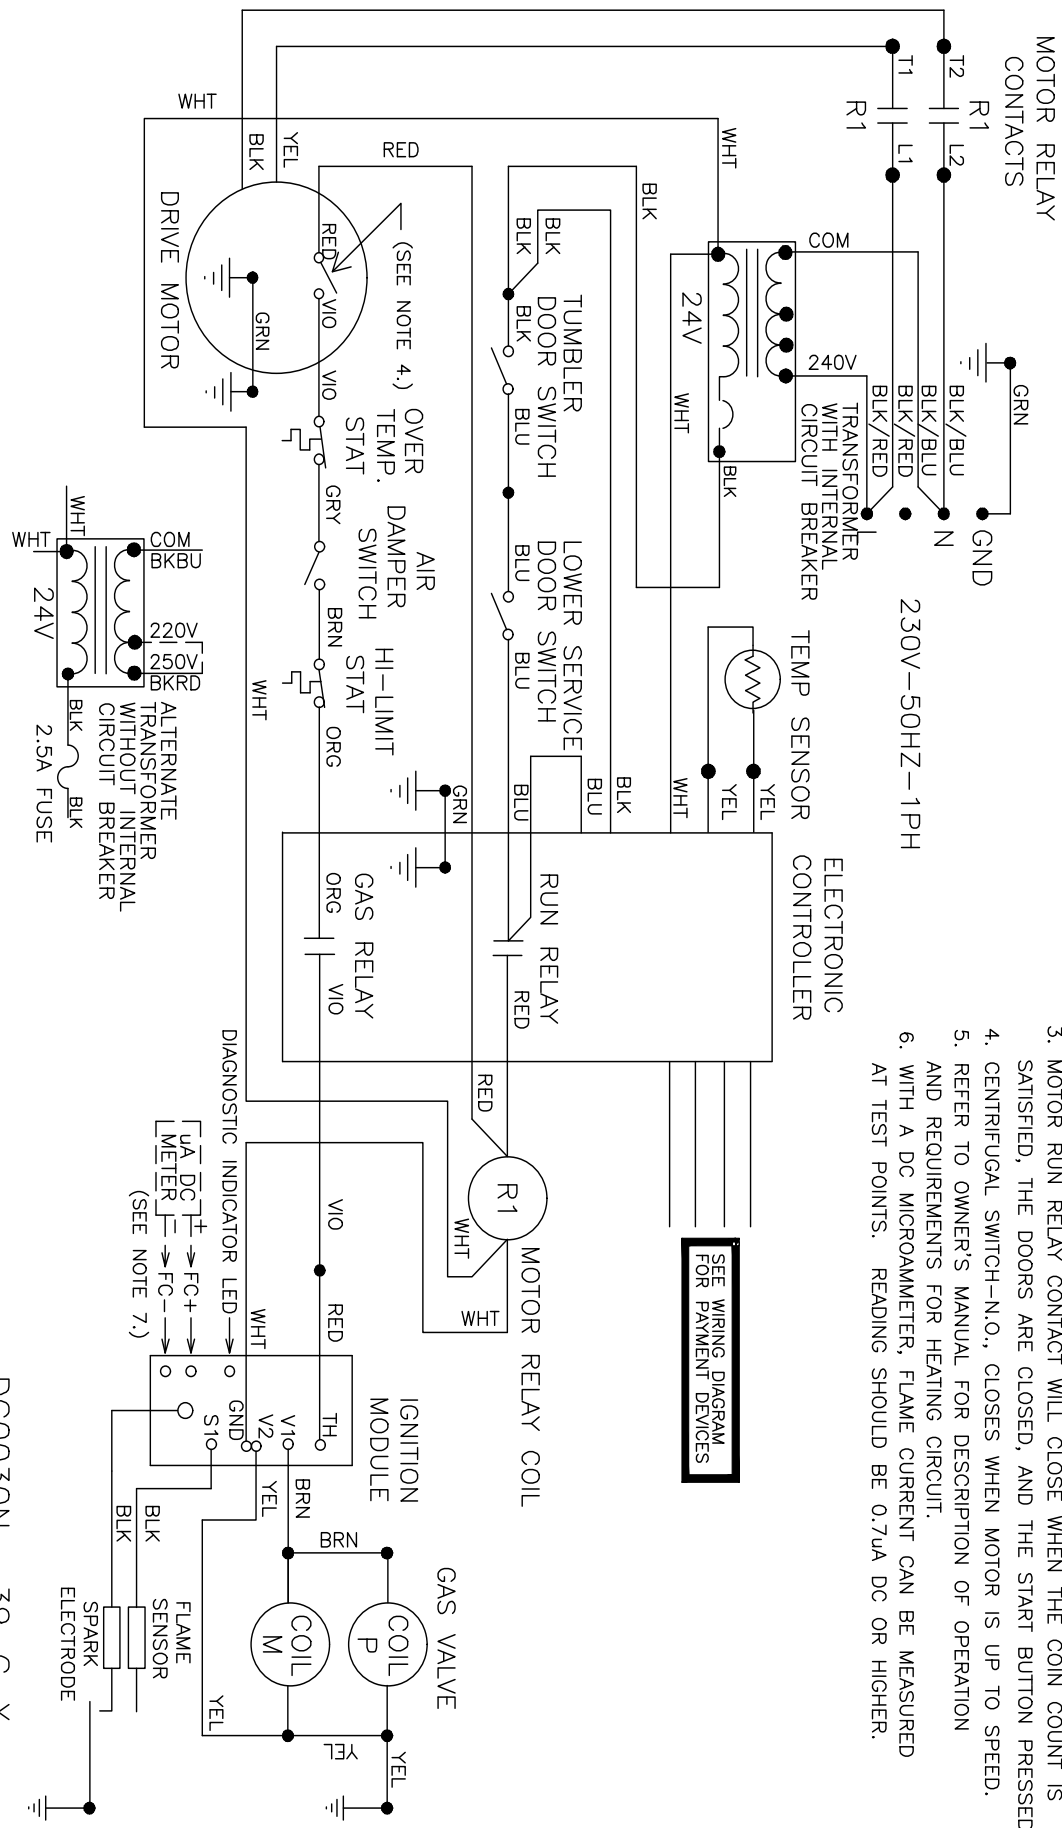 MOTOR RELAY
CONTACTS
T2
R1
L2
T1
R1
L1
GRN
GND
N
L
230V-50HZ-1PH
BLK/BLU
BLK/BLU
BLK/RED
BLK/RED
COM
240V
TRANSFORMER
WITH INTERNAL
CIRCUIT BREAKER
24V
WHT
WHT
WHT
BLK
BLK
WHT
BLK
YEL
RED
DRIVE MOTOR
GRN
RED
VIO
(SEE NOTE 4.)
VIO
OVER
TEMP.
STAT
GRY
AIR
DAMPER
SWITCH
BRN
HI-LIMIT
STAT
ORG
BLK
BLK
BLK
TUMBLER
DOOR SWITCH
BLU
BLU
LOWER SERVICE
DOOR SWITCH
BLU
BLU
BLU
BLK
WHT
TEMP SENSOR
YEL
YEL
GRN
ELECTRONIC
CONTROLLER
RUN RELAY
RED
ORG
GAS RELAY
VIO
WHT
WHT
WHT
COM
BKBU
220V
250V
BKRD
24V
BLK
BLK
2.5A FUSE
ALTERNATE
TRANSFORMER
WITHOUT INTERNAL
CIRCUIT BREAKER
SEE WIRING DIAGRAM
FOR PAYMENT DEVICES
RED
R1
MOTOR RELAY COIL
WHT
WHT
VIO
RED
DIAGNOSTIC INDICATOR LED
WHT
uA DC
METER
+
-
FC+
FC-
(SEE NOTE 7.)
IGNITION
MODULE
TH
V1
V2
GND
S1
BRN
YEL
BRN
GAS VALVE
COIL
P
COIL
M
YEL
YEL
YEL
BLK
BLK
FLAME
SENSOR
SPARK
ELECTRODE
3. MOTOR RUN RELAY CONTACT WILL CLOSE WHEN THE COIN COUNT IS
SATISFIED, THE DOORS ARE CLOSED, AND THE START BUTTON PRESSED
4. CENTRIFUGAL SWITCH-N.O., CLOSES WHEN MOTOR IS UP TO SPEED.
5. REFER TO OWNER'S MANUAL FOR DESCRIPTION OF OPERATION
AND REQUIREMENTS FOR HEATING CIRCUIT.
6. WITH A DC MICROAMMETER, FLAME CURRENT CAN BE MEASURED
AT TEST POINTS. READING SHOULD BE 0.7uA DC OR HIGHER.